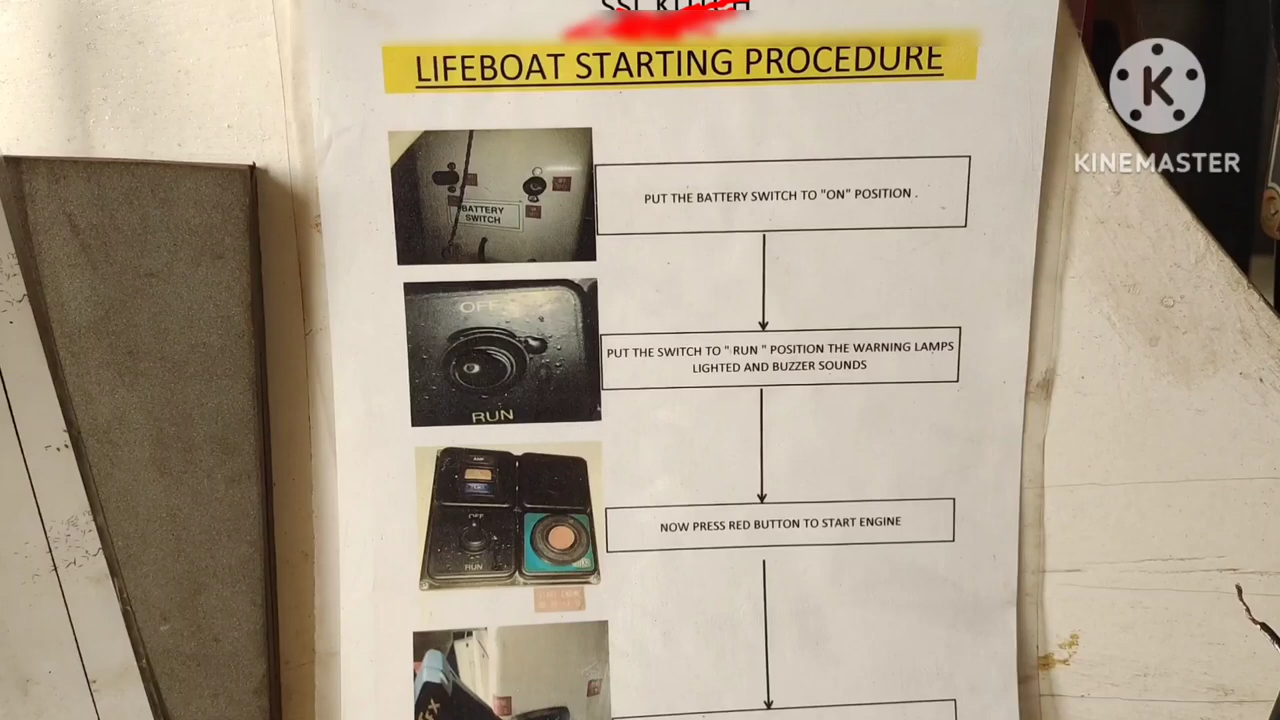 LIFEBOAT STARTING PROCEDURE
K
KINEMASTER
BATTERY
SWITCH
PUT THE BATTERY SWITCH TO "ON" POSITION .
OFF
RUN
PUT THE SWITCH TO " RUN " POSITION THE WARNING LAMPS
LIGHTED AND BUZZER SOUNDS
OFF
RUN
NOW PRESS RED BUTTON TO START ENGINE